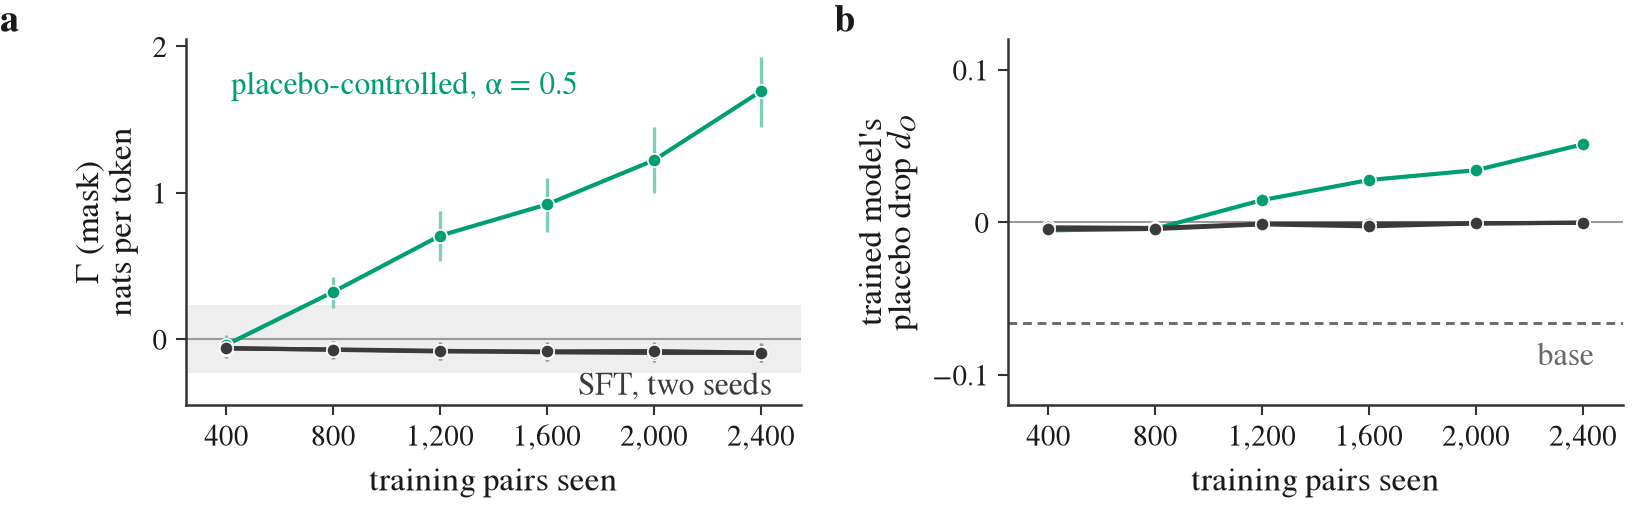 a
Γ (mask)
nats per token
2
1
0
placebo-controlled, α = 0.5
SFT, two seeds
400 800 1,200 1,600 2,000 2,400
training pairs seen
b
trained model's
placebo drop dO
0.1
0
−0.1
base
400 800 1,200 1,600 2,000 2,400
training pairs seen